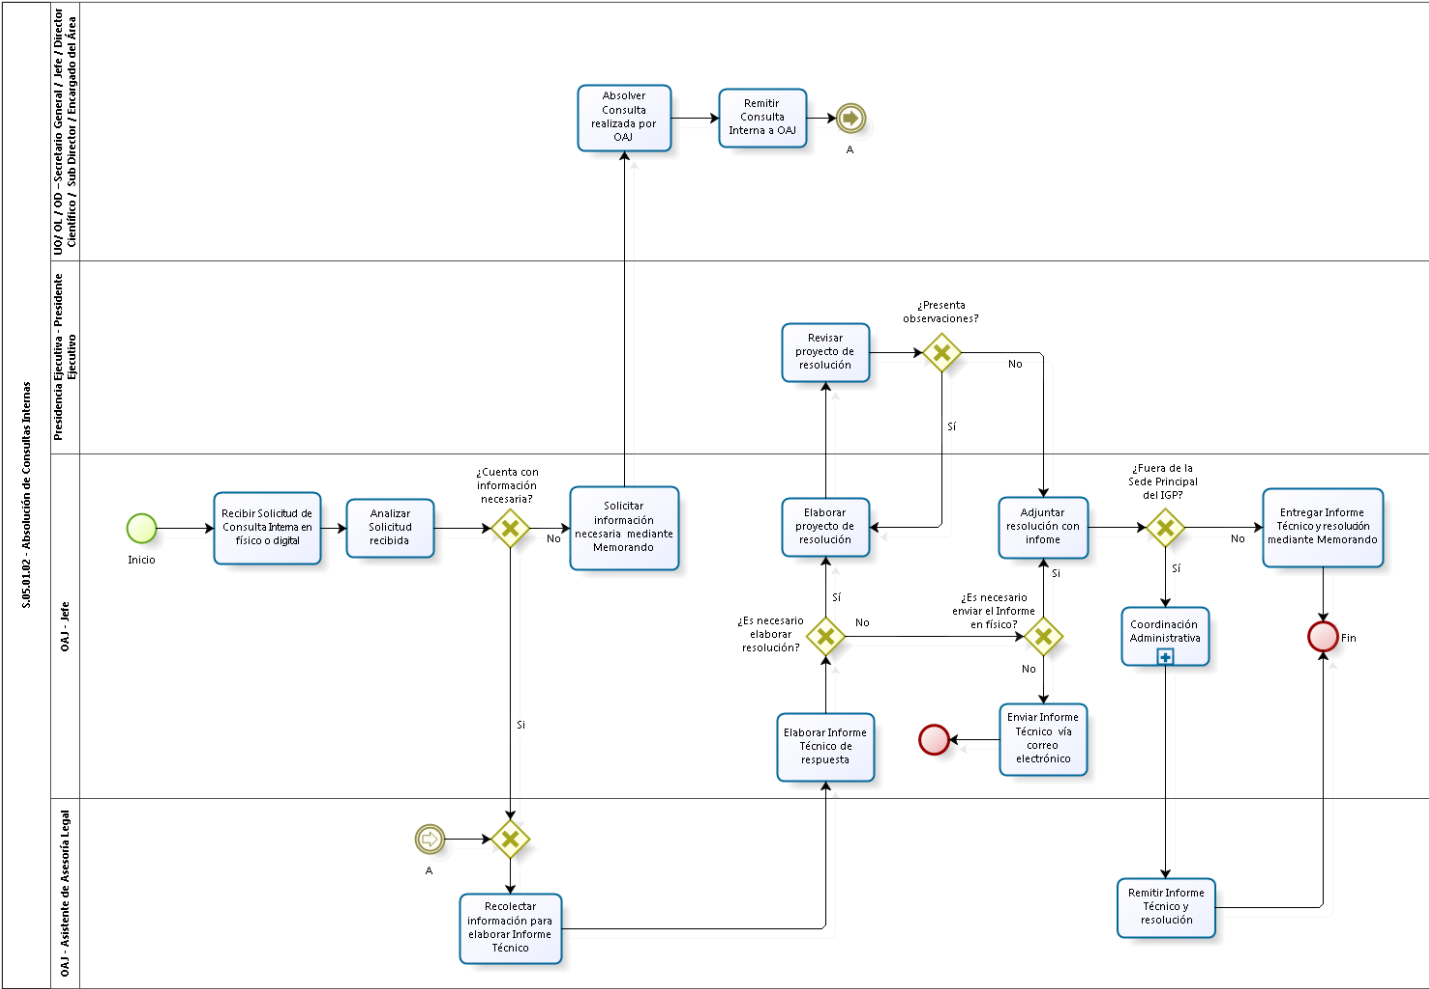 S.05.01.02 - Absolución de Consultas Internas
UO/ OL / OD – Secretario General / Jefe / Director
Científico / Sub Director / Encargado del Área
Absolver
Consulta
realizada por
OAJ
Remitir
Consulta
Interna a OAJ
A
Presidencia Ejecutiva - Presidente
Ejecutivo
Revisar
proyecto de
resolución
¿Presenta
observaciones?
No
Sí
OAJ - Jefe
Inicio
Recibir Solicitud de
Consulta Interna en
físico o digital
Analizar
Solicitud
recibida
¿Cuenta con
información
necesaria?
No
Si
Solicitar
información
necesaria mediante
Memorando
Elaborar
proyecto de
resolución
Sí
¿Es necesario
elaborar
resolución?
No
Elaborar Informe
Técnico de
respuesta
Adjuntar
resolución con
infome
Si
¿Es necesario
enviar el Informe
en físico?
No
Enviar Informe
Técnico vía
correo
electrónico
¿Fuera de la
Sede Principal
del IGP?
No
Sí
Entregar Informe
Técnico y resolución
mediante Memorando
Coordinación
Administrativa
Fin
OAJ - Asistente de Asesoría Legal
A
Recolectar
información para
elaborar Informe
Técnico
Remitir Informe
Técnico y
resolución